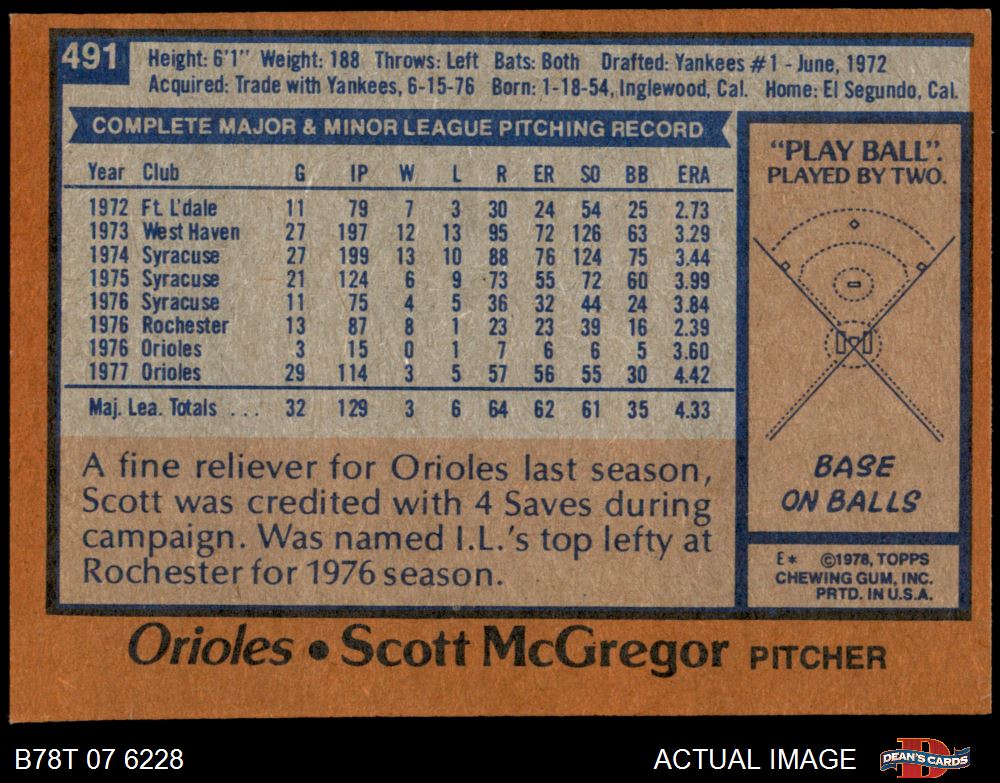 491
Height: 6'1" Weight: 188 Throws: Left Bats: Both Drafted: Yankees #1 - June, 1972
Acquired: Trade with Yankees, 6-15-76 Born: 1-18-54, Inglewood, Cal. Home: El Segundo, Cal.
COMPLETE MAJOR & MINOR LEAGUE PITCHING RECORD
Year Club G IP W L R ER SO BB ERA
1972 Ft. L'dale 11 79 7 3 30 24 54 25 2.73
1973 West Haven 27 197 12 13 95 72 126 63 3.29
1974 Syracuse 27 199 13 10 88 76 124 75 3.44
1975 Syracuse 21 124 6 9 73 55 72 60 3.99
1976 Syracuse 11 75 4 5 36 32 44 24 3.84
1976 Rochester 13 87 8 1 23 23 39 16 2.39
1976 Orioles 3 15 0 1 7 6 6 5 3.60
1977 Orioles 29 114 3 5 57 56 55 30 4.42
Maj. Lea. Totals ... 32 129 3 6 64 62 61 35 4.33
A fine reliever for Orioles last season,
Scott was credited with 4 Saves during
campaign. Was named I.L.'s top lefty at
Rochester for 1976 season.
"PLAY BALL".
PLAYED BY TWO.
BASE
ON BALLS
E* ©1978, TOPPS
CHEWING GUM, INC.
PRTD. IN U.S.A.
Orioles • Scott McGregor PITCHER
B78T 07 6228
ACTUAL IMAGE
DEAN'S CARDS